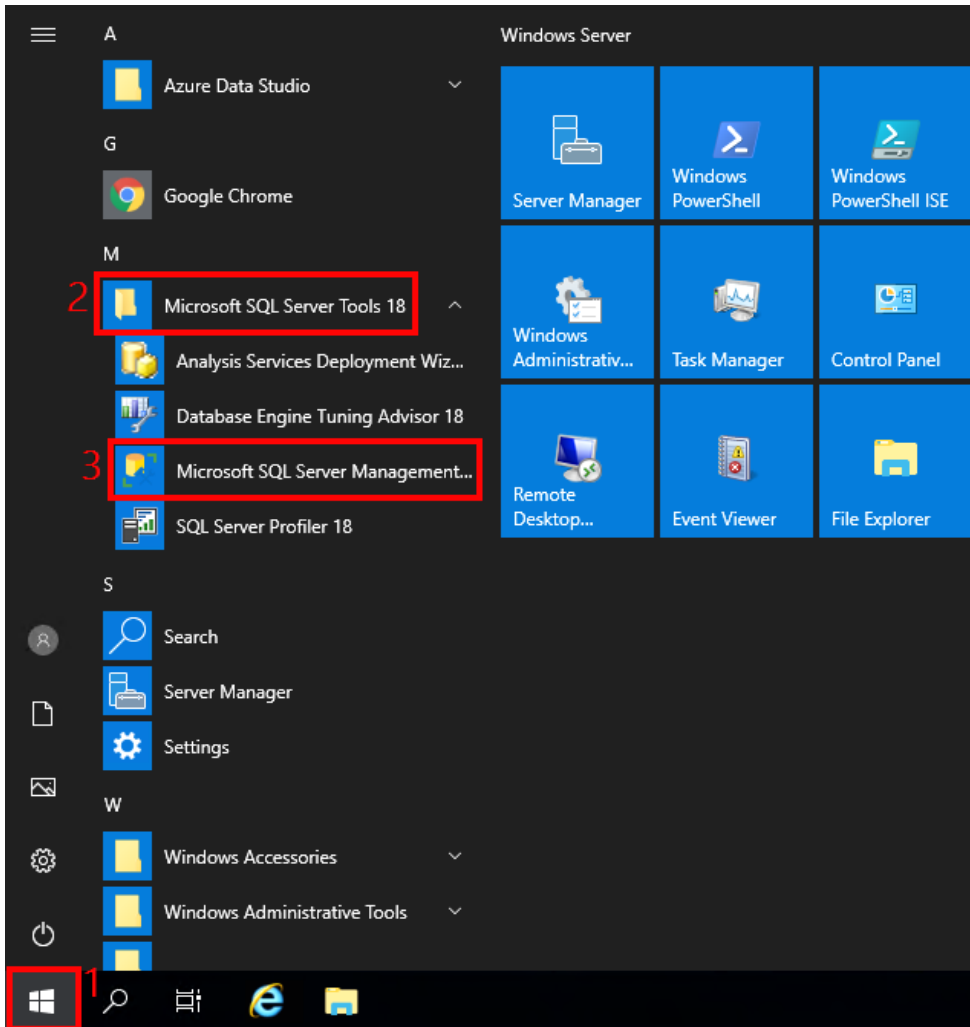 A
Azure Data Studio
G
Google Chrome
M
2
Microsoft SQL Server Tools 18
Analysis Services Deployment Wiz...
Database Engine Tuning Advisor 18
3
Microsoft SQL Server Management...
SQL Server Profiler 18
S
Search
Server Manager
Settings
W
Windows Accessories
Windows Administrative Tools
1
Windows Server
Server Manager
Windows
PowerShell
Windows
PowerShell ISE
Windows
Administrativ...
Task Manager
Control Panel
Remote
Desktop...
Event Viewer
File Explorer